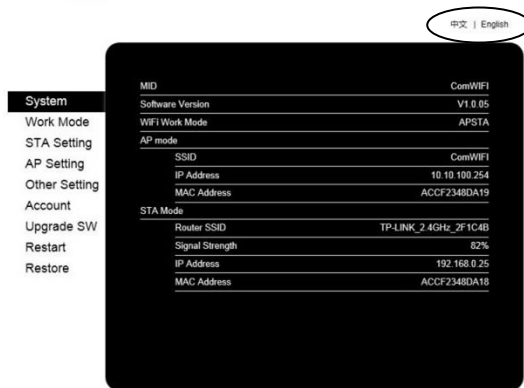 中文 | English
System
Work Mode
STA Setting
AP Setting
Other Setting
Account
Upgrade SW
Restart
Restore
MID ComWIFI
Software Version V1.0.05
WiFi Work Mode APSTA
AP mode
SSID ComWIFI
IP Address 10.10.100.254
MAC Address ACCF2348DA19
STA Mode
Router SSID TP-LINK_2.4GHz_2F1C4B
Signal Strength 82%
IP Address 192.168.0.25
MAC Address ACCF2348DA18